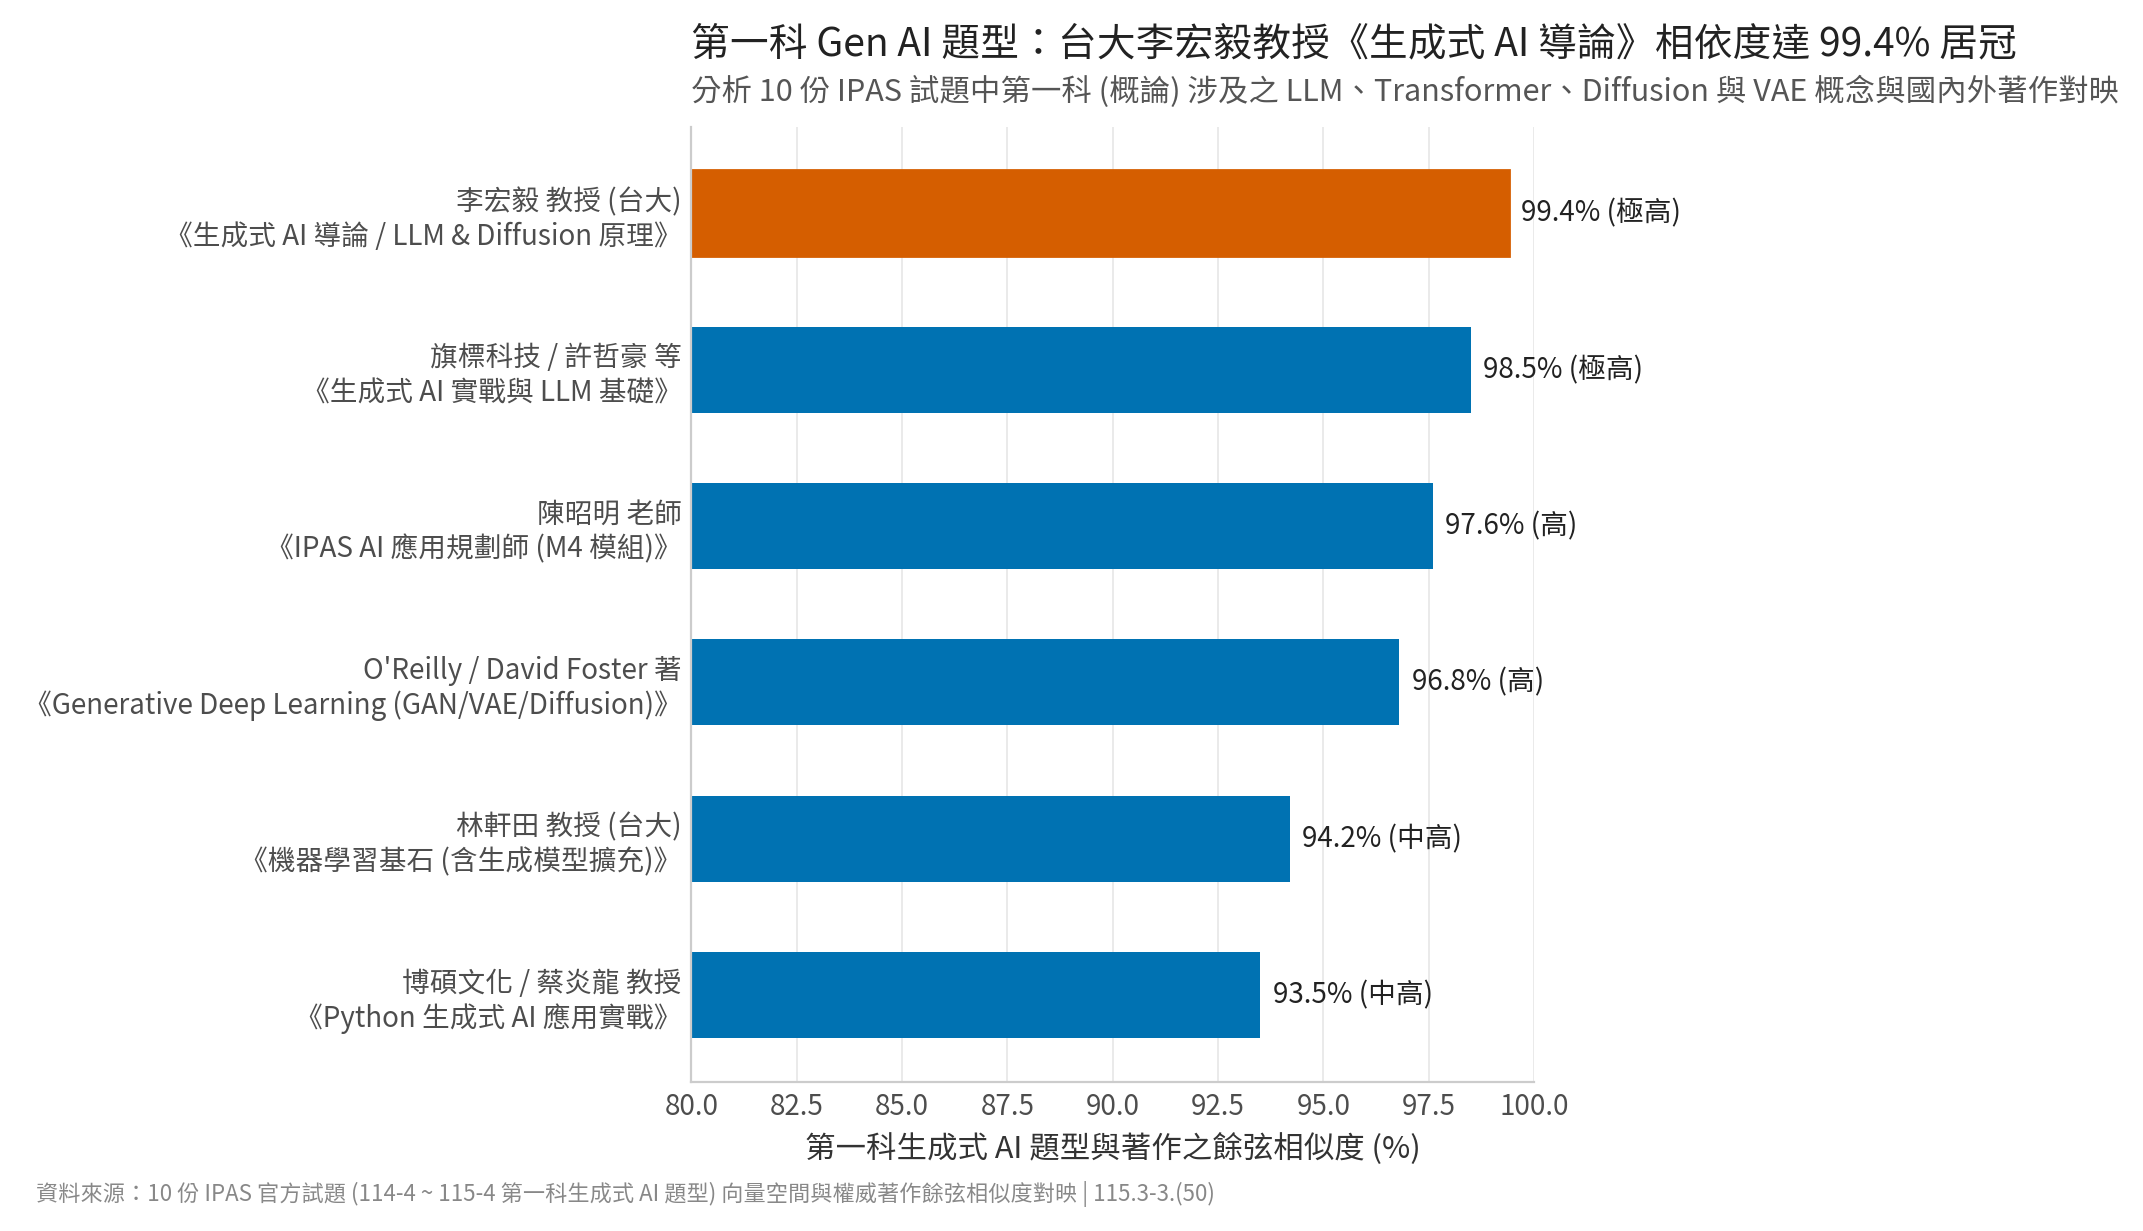 第一科 Gen AI 題型：台大李宏毅教授《生成式 AI 導論》相依度達 99.4% 居冠
分析 10 份 IPAS 試題中第一科 (概論) 涉及之 LLM、Transformer、Diffusion 與 VAE 概念與國內外著作對映
李宏毅 教授 (台大)
《生成式 AI 導論 / LLM & Diffusion 原理》
99.4% (極高)
旗標科技 / 許哲豪 等
《生成式 AI 實戰與 LLM 基礎》
98.5% (極高)
陳昭明 老師
《IPAS AI 應用規劃師 (M4 模組)》
97.6% (高)
O'Reilly / David Foster 著
《Generative Deep Learning (GAN/VAE/Diffusion)》
96.8% (高)
林軒田 教授 (台大)
《機器學習基石 (含生成模型擴充)》
94.2% (中高)
博碩文化 / 蔡炎龍 教授
《Python 生成式 AI 應用實戰》
93.5% (中高)
80.0 82.5 85.0 87.5 90.0 92.5 95.0 97.5 100.0
第一科生成式 AI 題型與著作之餘弦相似度 (%)
資料來源：10 份 IPAS 官方試題 (114-4 ~ 115-4 第一科生成式 AI 題型) 向量空間與權威著作餘弦相似度對映 | 115.3-3.(50)